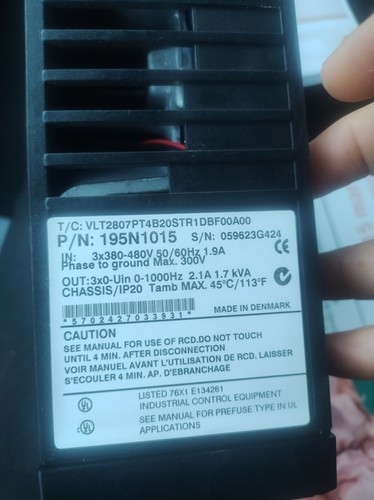 T/C: VLT2807PT4B20STR1DBF00A00
P/N: 195N1015 S/N: 059623G424
IN: 3x380-480V 50/60Hz 1.9A
Phase to ground Max. 300V
OUT: 3x0-Uin 0-1000Hz 2.1A 1.7 kVA
CHASSIS/IP20 Tamb MAX. 45°C/113°F
*5702427033931*
MADE IN DENMARK
CAUTION
SEE MANUAL FOR USE OF RCD.DO NOT TOUCH
UNTIL 4 MIN. AFTER DISCONNECTION
VOIR MANUEL AVANT L'UTILISATION DE RCD. LAISSER
S'ECOULER 4 MIN. AP. D'EBRANCHAGE
LISTED 76X1 E134261
INDUSTRIAL CONTROL EQUIPMENT
SEE MANUAL FOR PREFUSE TYPE IN UL
APPLICATIONS